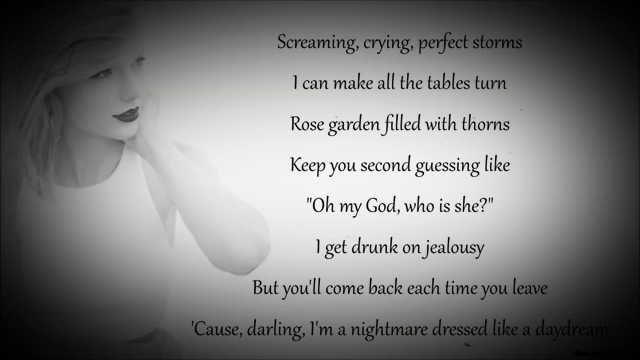 Screaming, crying, perfect storms
I can make all the tables turn
Rose garden filled with thorns
Keep you second guessing like
"Oh my God, who is she?"
I get drunk on jealousy
But you'll come back each time you leave
'Cause, darling, I'm a nightmare dressed like a daydream